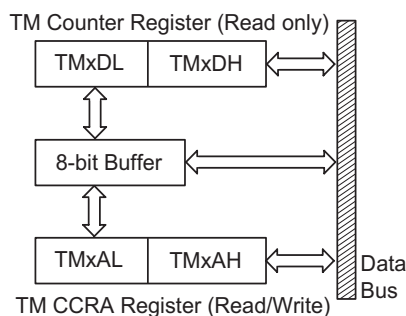 TM Counter Register (Read only)
TMxDL TMxDH
8-bit Buffer
TMxAL TMxAH
Data
Bus
TM CCRA Register (Read/Write)